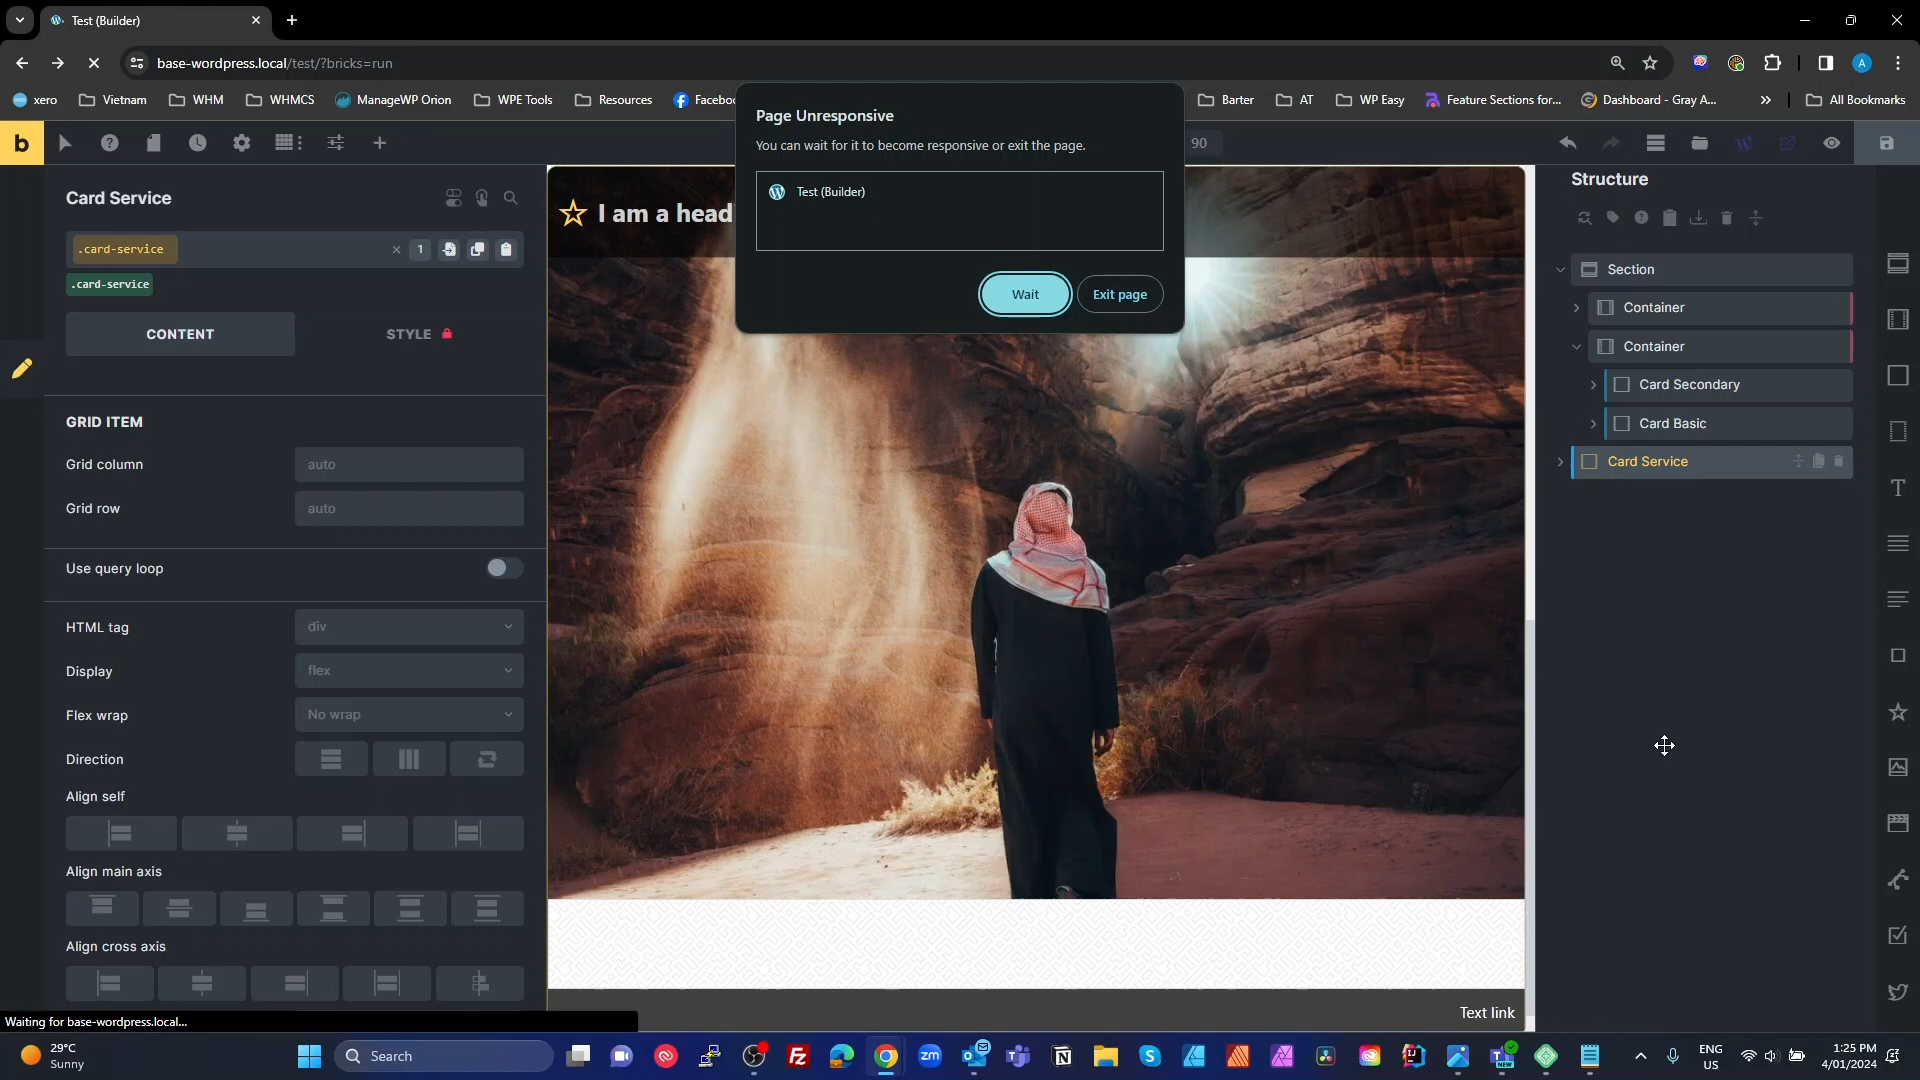 Test (Builder)
base-wordpress.local/test/?bricks=run
A
xero
Vietnam
WHM
WHMCS
ManageWP Orion
WPE Tools
Resources
Faceboo
Barter
AT
WP Easy
Feature Sections for...
Dashboard - Gray A...
»
All Bookmarks
Page Unresponsive
You can wait for it to become responsive or exit the page.
Test (Builder)
Wait
Exit page
b
90
Card Service
.card-service
1
.card-service
CONTENT
STYLE
GRID ITEM
Grid column
auto
Grid row
auto
Use query loop
HTML tag
div
Display
flex
Flex wrap
No wrap
Direction
Align self
Align main axis
Align cross axis
I am a head
Text link
Structure
Section
Container
Container
Card Secondary
Card Basic
Card Service
Waiting for base-wordpress.local...
29°C
Sunny
Search
zm
NEW
ENG
US
1:25 PM
4/01/2024